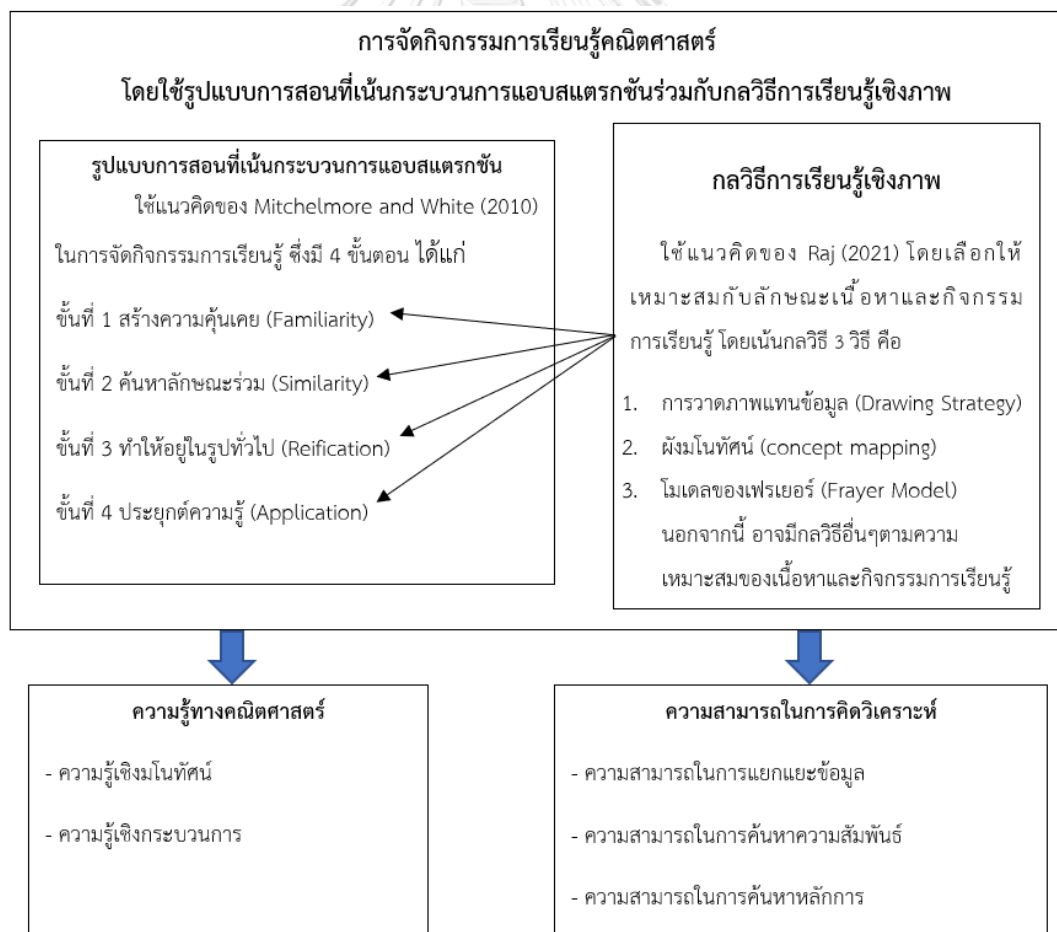 การจัดกิจกรรมการเรียนรู้คณิตศาสตร์
โดยใช้รูปแบบการสอนที่เน้นกระบวนการแอบสแตรกชันร่วมกับกลวิธีการเรียนรู้เชิงภาพ
รูปแบบการสอนที่เน้นกระบวนการแอบสแตรกชัน
ใช้แนวคิดของ Mitchelmore and White (2010)
ในการจัดกิจกรรมการเรียนรู้ ซึ่งมี 4 ขั้นตอน ได้แก่
ขั้นที่ 1 สร้างความคุ้นเคย (Familiarity)
ขั้นที่ 2 ค้นหาลักษณะร่วม (Similarity)
ขั้นที่ 3 ทำให้อยู่ในรูปทั่วไป (Reification)
ขั้นที่ 4 ประยุกต์ความรู้ (Application)
กลวิธีการเรียนรู้เชิงภาพ
ใช้แนวคิดของ Raj (2021) โดยเลือกให้
เหมาะสมกับลักษณะเนื้อหาและกิจกรรม
การเรียนรู้ โดยเน้นกลวิธี 3 วิธี คือ
1. การวาดภาพแทนข้อมูล (Drawing Strategy)
2. ผังมโนทัศน์ (concept mapping)
3. โมเดลของเฟรเยอร์ (Frayer Model)
นอกจากนี้ อาจมีกลวิธีอื่นๆตามความ
เหมาะสมของเนื้อหาและกิจกรรมการเรียนรู้
ความรู้ทางคณิตศาสตร์
- ความรู้เชิงมโนทัศน์
- ความรู้เชิงกระบวนการ
ความสามารถในการคิดวิเคราะห์
- ความสามารถในการแยกแยะข้อมูล
- ความสามารถในการค้นหาความสัมพันธ์
- ความสามารถในการค้นหาหลักการ